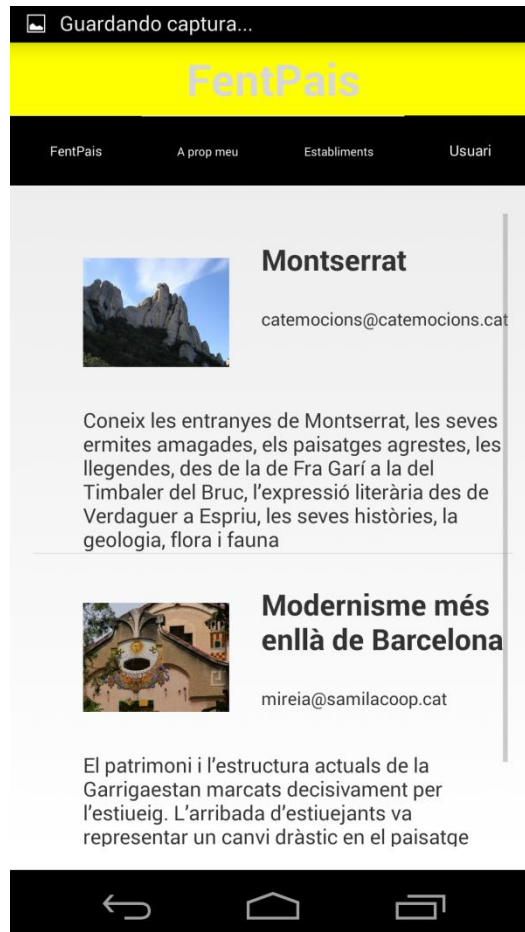 Guardando captura...
FentPais
FentPais A prop meu Establiments Usuari
Montserrat
catemocions@catemocions.cat
Coneix les entranyes de Montserrat, les seves
ermites amagades, els paisatges agrestes, les
llegendes, des de la de Fra Garí a la del
Timbaler del Bruc, l'expressió literària des de
Verdaguer a Espriu, les seves històries, la
geologia, flora i fauna
Modernisme més
enllà de Barcelona
mireia@samilacoop.cat
El patrimoni i l'estructura actuals de la
Garrigaestan marcats decisivament per
l'estiueig. L'arribada d'estiuejants va
representar un canvi dràstic en el paisatge